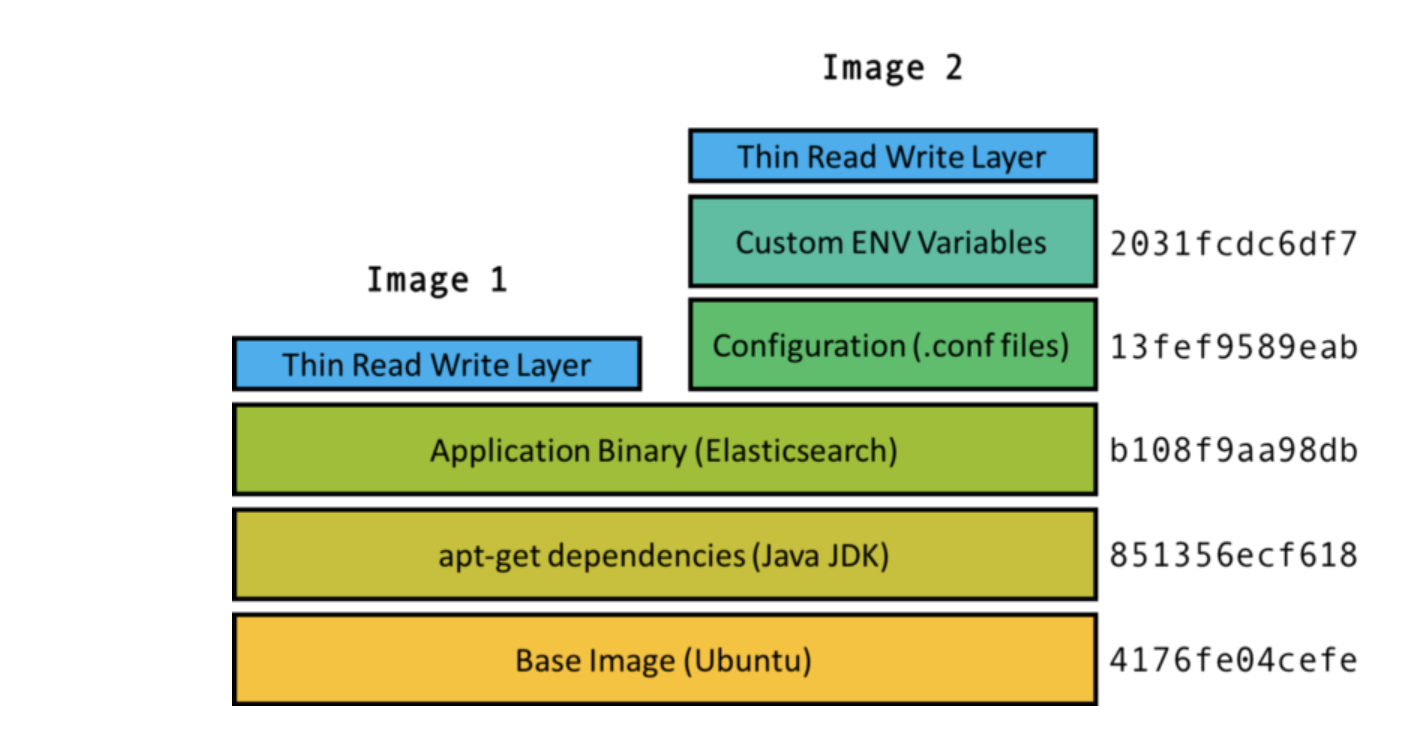 Image 2
Thin Read Write Layer
Custom ENV Variables 2031fcdc6df7
Image 1
Configuration (.conf files) 13fef9589eab
Thin Read Write Layer
Application Binary (Elasticsearch) b108f9aa98db
apt-get dependencies (Java JDK) 851356ecf618
Base Image (Ubuntu) 4176fe04cefe